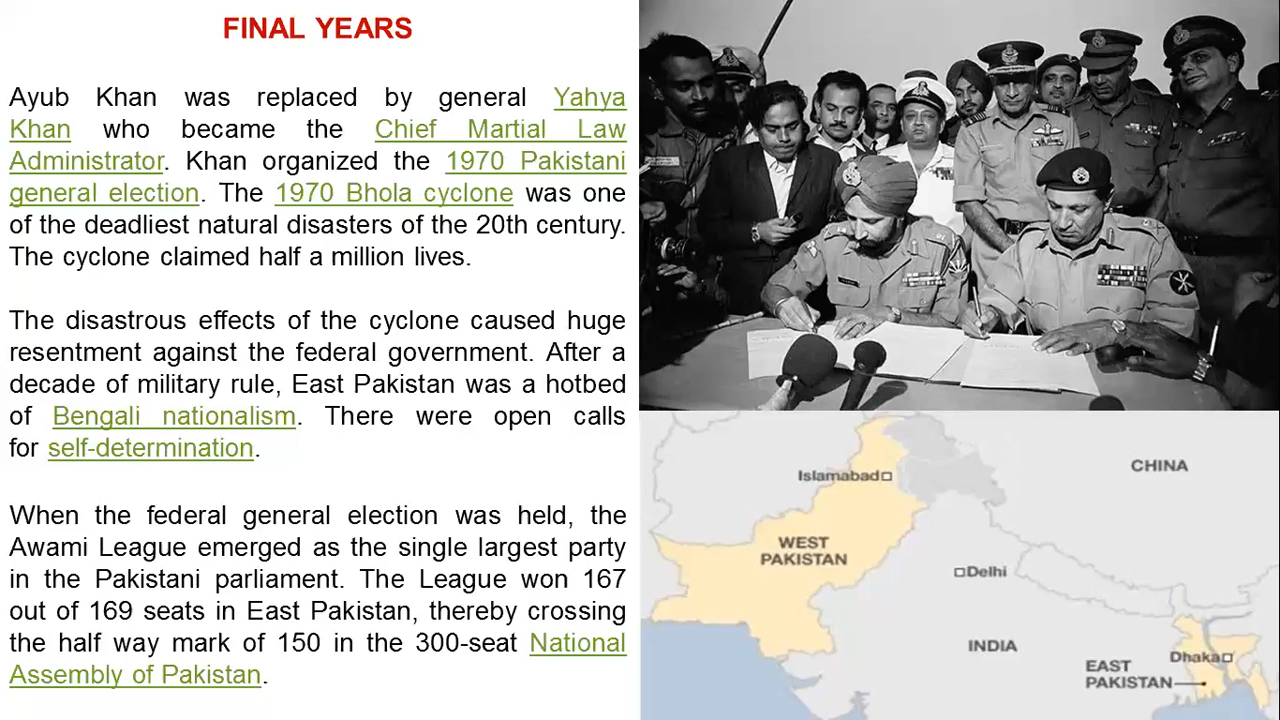 FINAL YEARS
Ayub Khan was replaced by general Yahya
Khan who became the Chief Martial Law
Administrator. Khan organized the 1970 Pakistani
general election. The 1970 Bhola cyclone was one
of the deadliest natural disasters of the 20th century.
The cyclone claimed half a million lives.
The disastrous effects of the cyclone caused huge
resentment against the federal government. After a
decade of military rule, East Pakistan was a hotbed
of Bengali nationalism. There were open calls
for self-determination.
When the federal general election was held, the
Awami League emerged as the single largest party
in the Pakistani parliament. The League won 167
out of 169 seats in East Pakistan, thereby crossing
the half way mark of 150 in the 300-seat National
Assembly of Pakistan.
Islamabad
CHINA
WEST
PAKISTAN
Delhi
INDIA
Dhaka
EAST
PAKISTAN